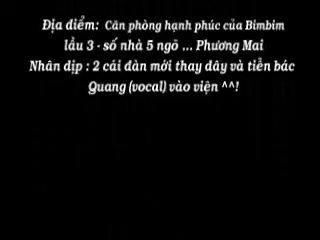 Địa điểm: Căn phòng hạnh phúc của Bimbim
lầu 3 - số nhà 5 ngõ ... Phương Mai
Nhân dịp : 2 cái đàn mới thay dây và tiễn bác
Quang (vocal) vào viện ^^!